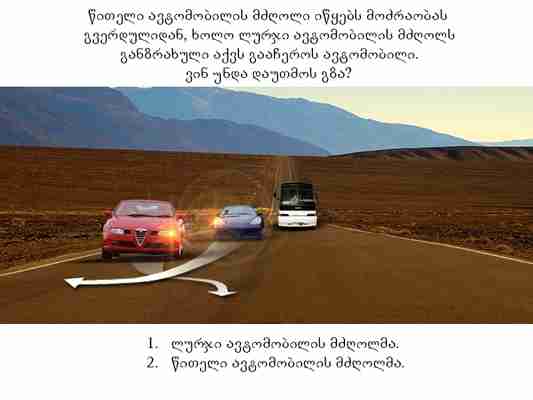 წითელი ავტომობილის მძღოლი იწყებს მოძრაობას
გვერდულიდან, ხოლო ლურჯი ავტომობილის მძღოლს
განზრახული აქვს გააჩეროს ავტომობილი.
ვინ უნდა დაუთმოს გზა?
1. ლურჯი ავტომობილის მძღოლმა.
2. წითელი ავტომობილის მძღოლმა.